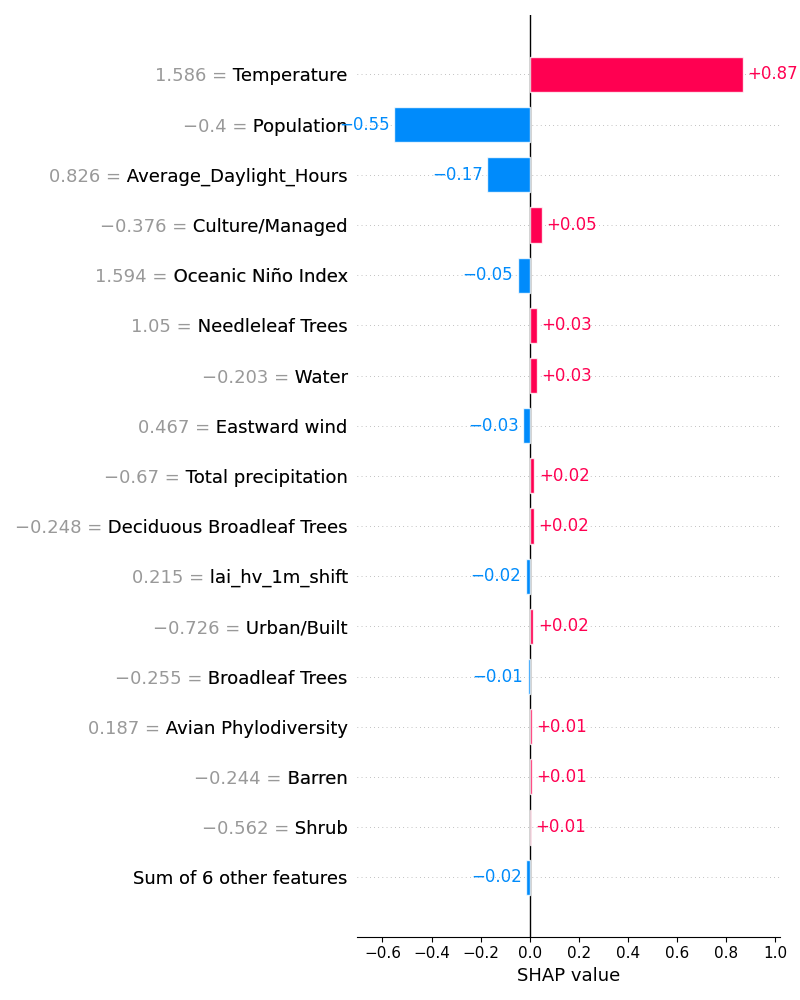 1.586 = Temperature +0.87
−0.4 = Population −0.55
0.826 = Average_Daylight_Hours −0.17
−0.376 = Culture/Managed +0.05
1.594 = Oceanic Niño Index −0.05
1.05 = Needleleaf Trees +0.03
−0.203 = Water +0.03
0.467 = Eastward wind −0.03
−0.67 = Total precipitation +0.02
−0.248 = Deciduous Broadleaf Trees +0.02
0.215 = lai_hv_1m_shift −0.02
−0.726 = Urban/Built +0.02
−0.255 = Broadleaf Trees −0.01
0.187 = Avian Phylodiversity +0.01
−0.244 = Barren +0.01
−0.562 = Shrub +0.01
Sum of 6 other features −0.02
−0.6 −0.4 −0.2 0.0 0.2 0.4 0.6 0.8 1.0
SHAP value